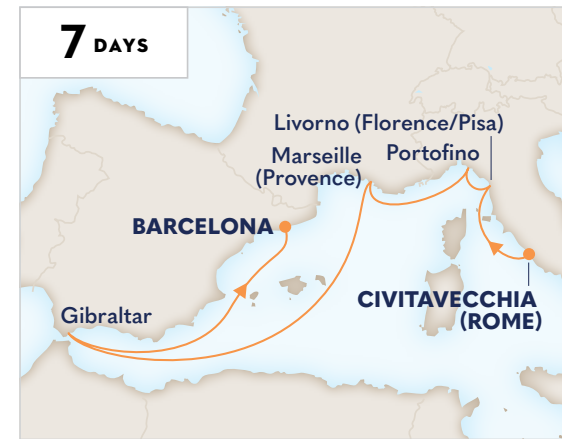 7 DAYS
Livorno (Florence/Pisa)
Marseille
(Provence)
Portofino
BARCELONA
CIVITAVECCHIA
(ROME)
Gibraltar